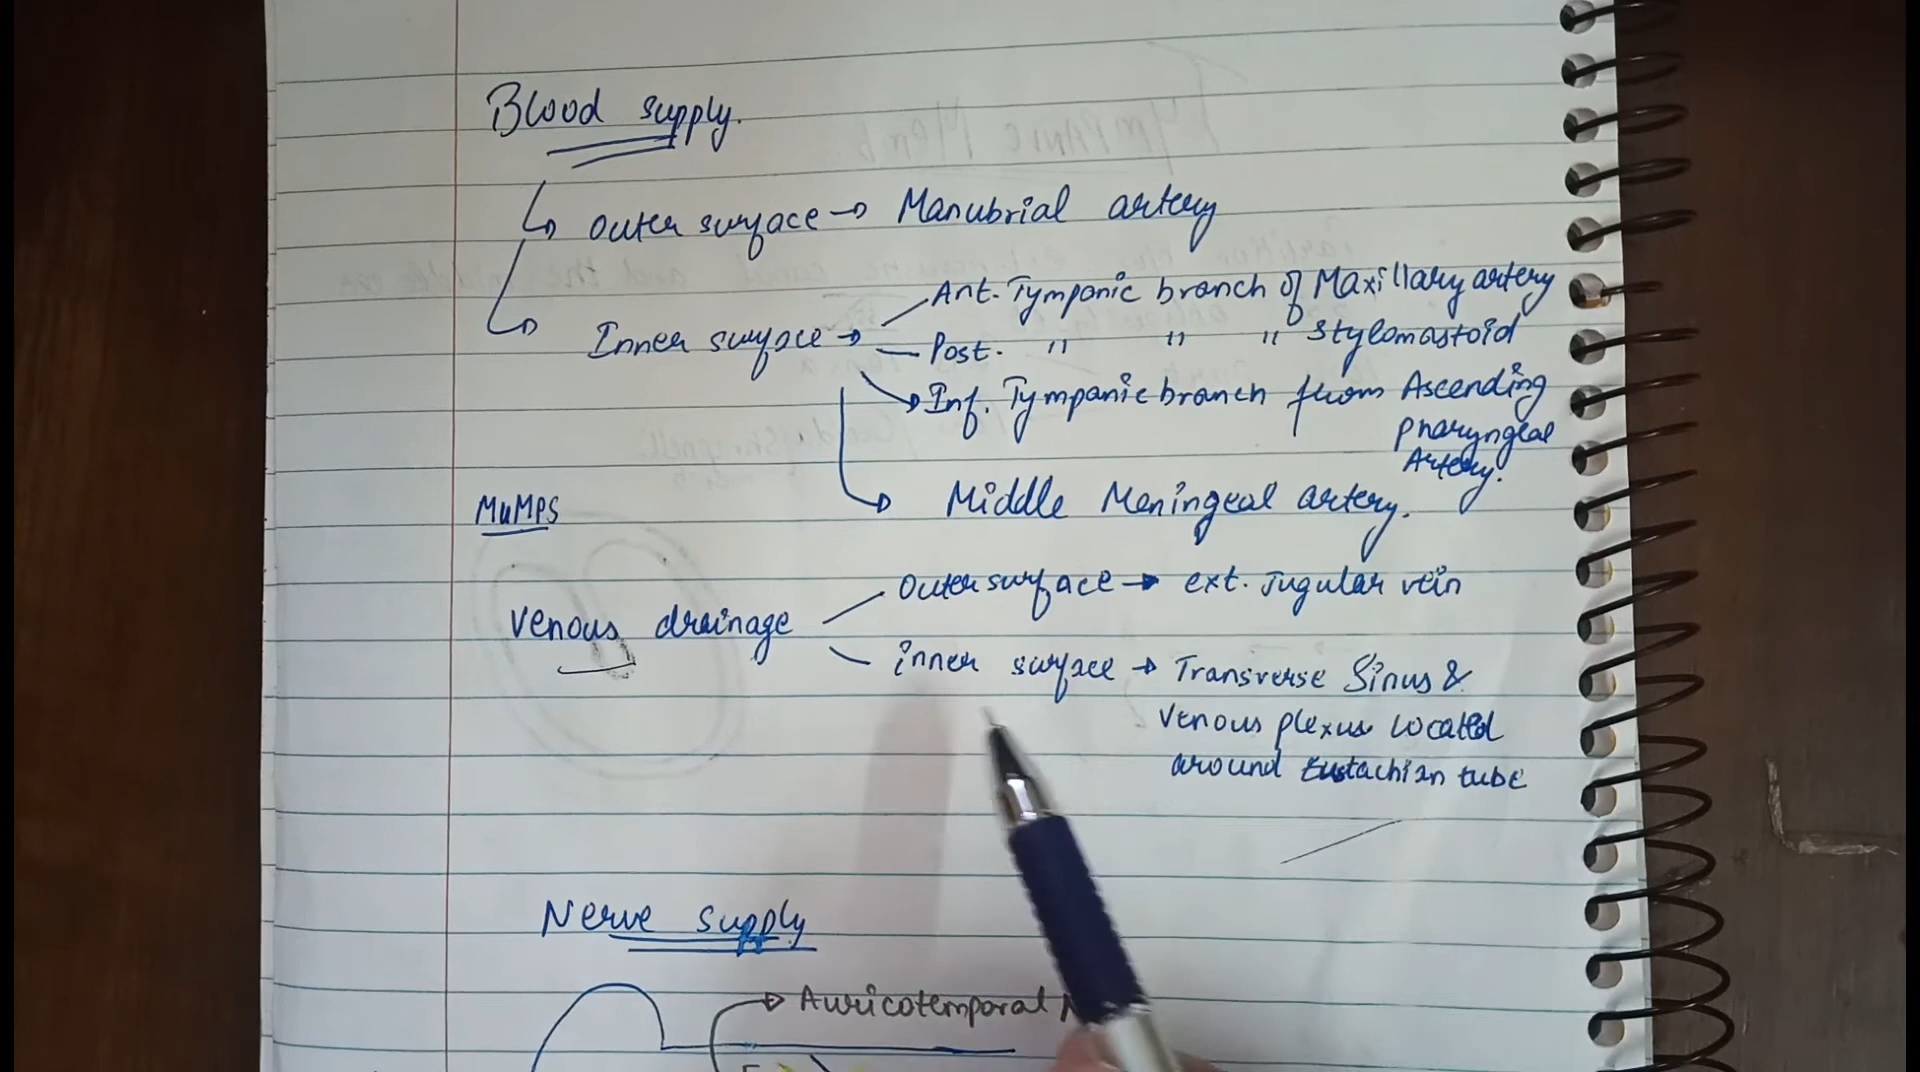 Blood supply.
outer surface → Manubrial artery
Inner surface →
Ant. Tympanic branch of Maxillary artery
Post. " " " Stylomastoid
Inf. Tympanic branch from Ascending
pharyngeal
Artery.
Middle Meningeal artery.
MuMPS
Venous drainage
outer surface → ext. Jugular vein
inner surface → Transverse Sinus &
Venous plexus located
around Eustachian tube
Nerve supply
→ Auricotemporal N